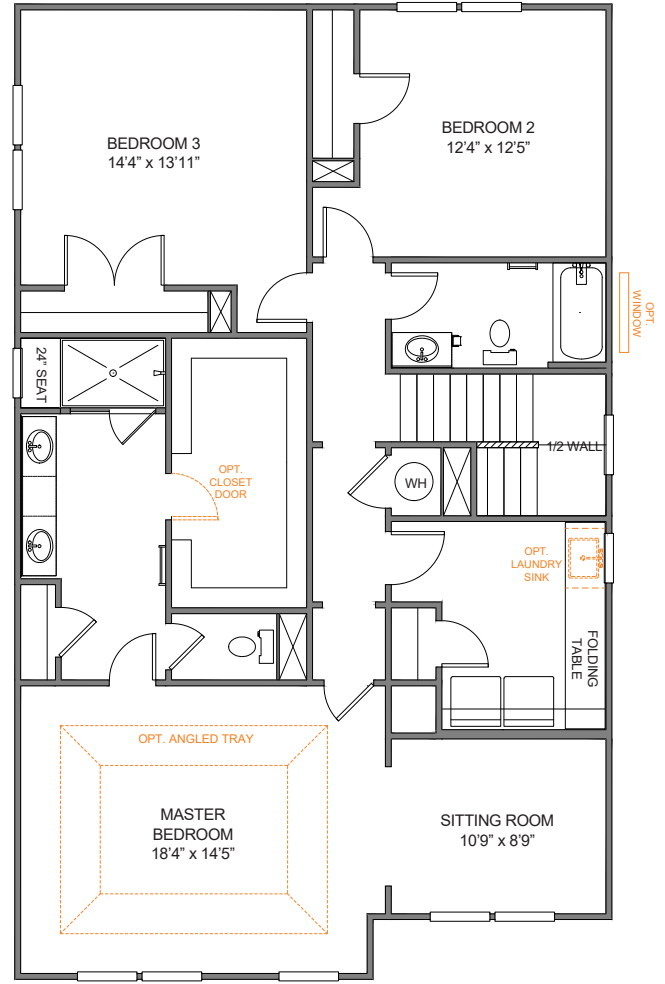 BEDROOM 3
14'4” x 13'11”
BEDROOM 2
12'4” x 12'5”
OPT.
WINDOW
24” SEAT
OPT.
CLOSET
DOOR
1/2 WALL
WH
OPT.
LAUNDRY
SINK
FOLDING
TABLE
OPT. ANGLED TRAY
MASTER
BEDROOM
18'4” x 14'5”
SITTING ROOM
10'9” x 8'9”